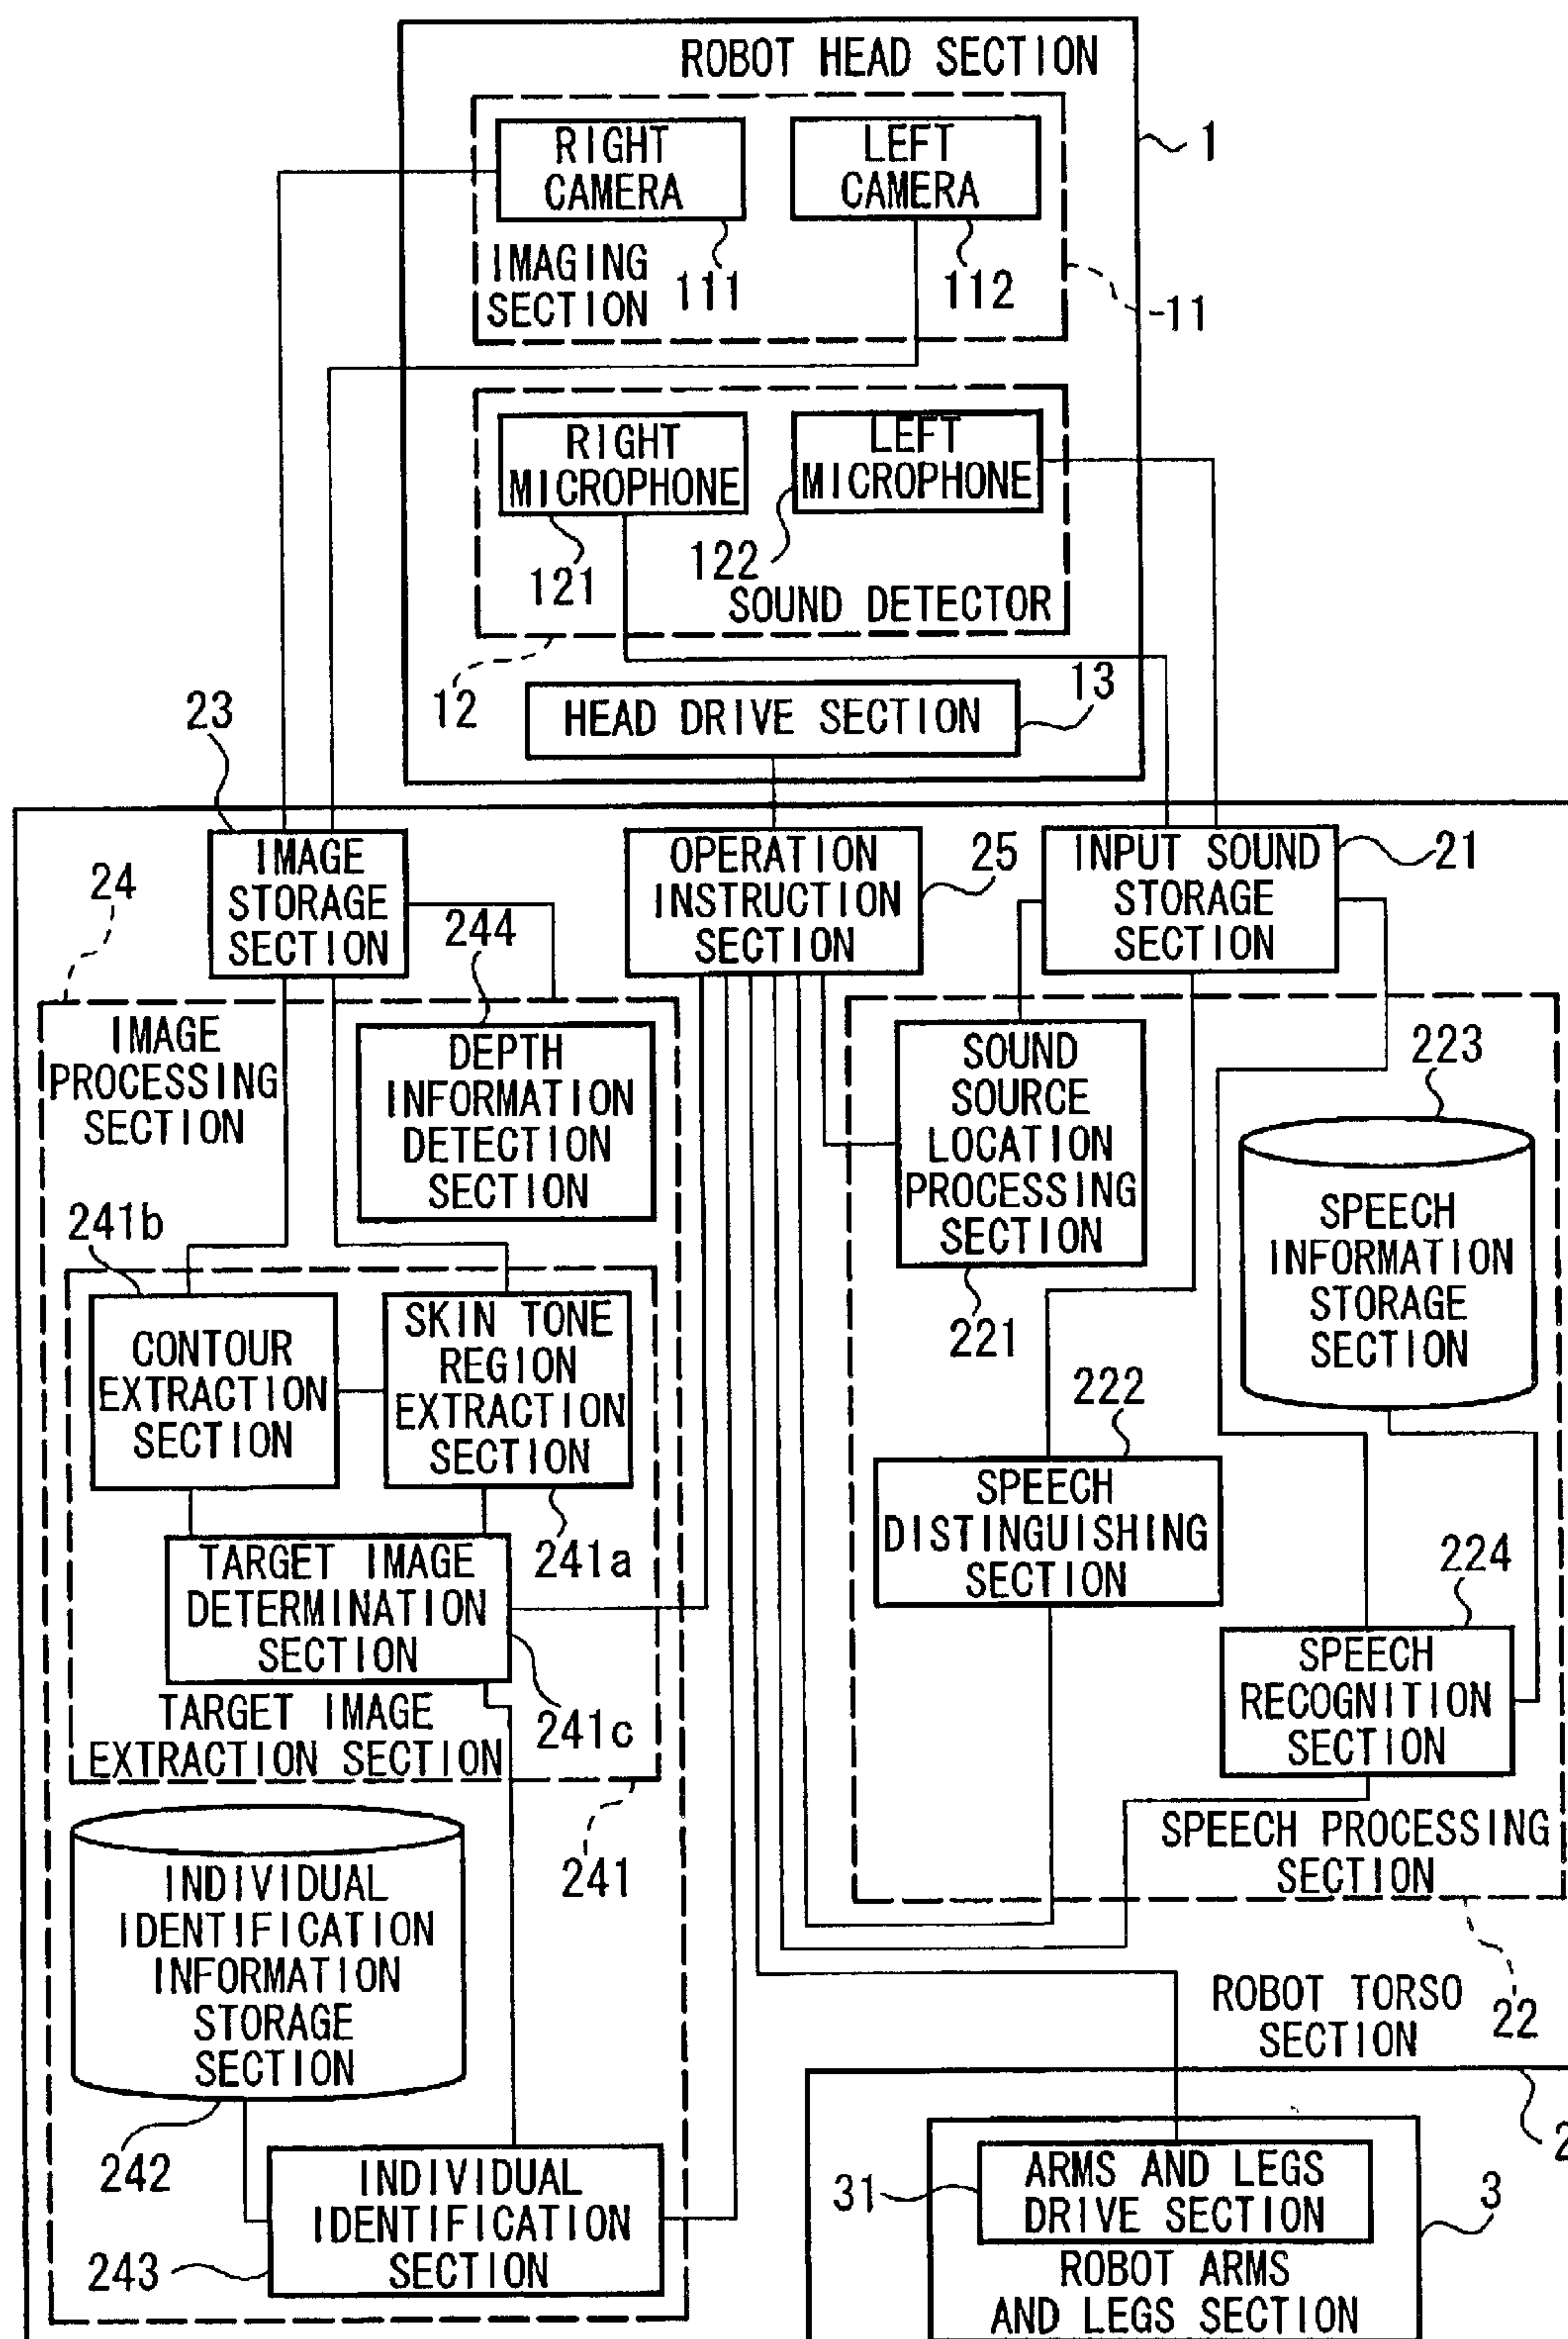 ROBOT HEAD SECTION
RIGHT
CAMERA
LEFT
CAMERA
1
IMAGING
SECTION
111
112
11
RIGHT
MICROPHONE
LEFT
MICROPHONE
121
122
SOUND DETECTOR
12
13
HEAD DRIVE SECTION
23
IMAGE
STORAGE
SECTION
OPERATION
INSTRUCTION
SECTION
25
INPUT SOUND
STORAGE
SECTION
21
24
244
IMAGE
PROCESSING
SECTION
DEPTH
INFORMATION
DETECTION
SECTION
SOUND
SOURCE
LOCATION
PROCESSING
SECTION
221
223
SPEECH
INFORMATION
STORAGE
SECTION
241b
CONTOUR
EXTRACTION
SECTION
SKIN TONE
REGION
EXTRACTION
SECTION
241a
222
SPEECH
DISTINGUISHING
SECTION
TARGET IMAGE
DETERMINATION
SECTION
241c
224
SPEECH
RECOGNITION
SECTION
TARGET IMAGE
EXTRACTION SECTION
241
SPEECH PROCESSING
SECTION
22
INDIVIDUAL
IDENTIFICATION
INFORMATION
STORAGE
SECTION
242
ROBOT TORSO
SECTION
2
INDIVIDUAL
IDENTIFICATION
SECTION
243
31
ARMS AND LEGS
DRIVE SECTION
3
ROBOT ARMS
AND LEGS SECTION